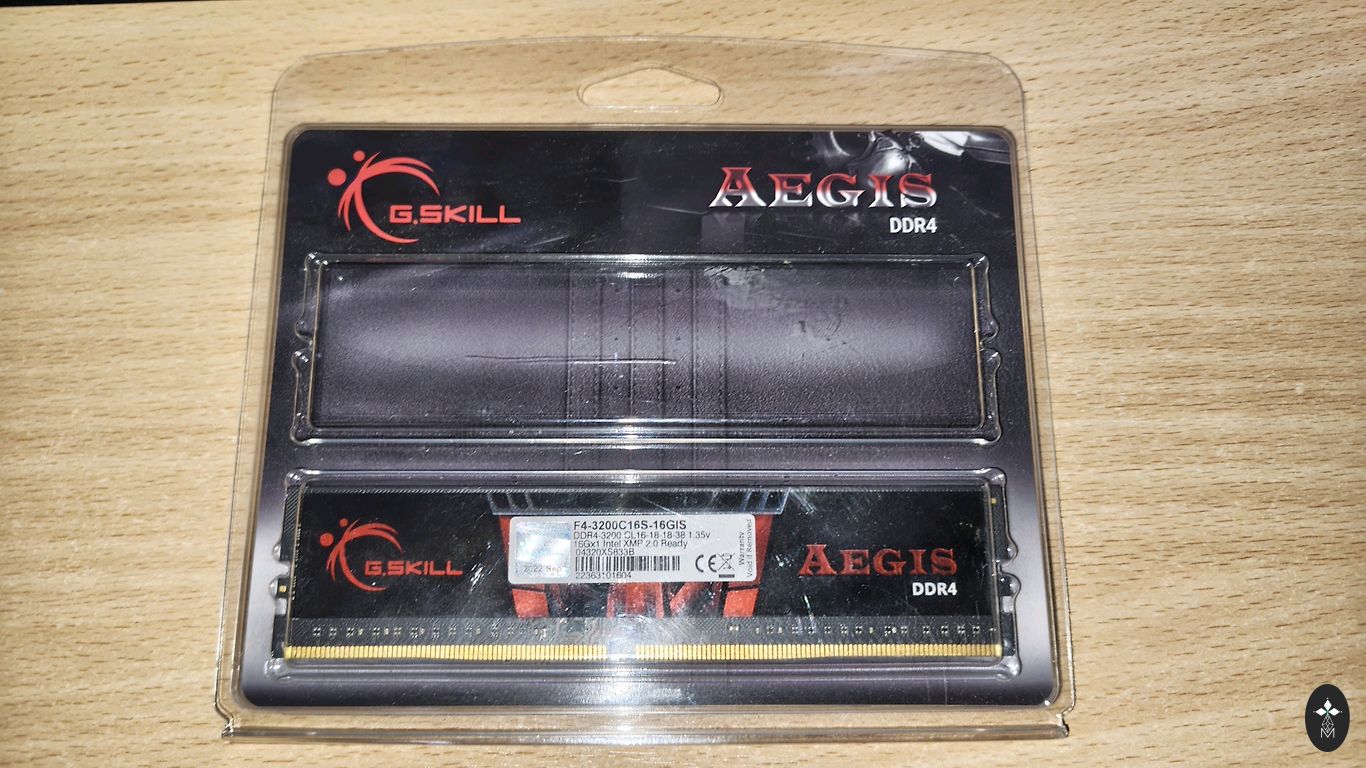 G.SKILL
AEGIS
DDR4
G.SKILL
F4-3200C16S-16GIS
DDR4-3200 CL16-18-18-38 1.35v
16Gx1 Intel XMP 2.0 Ready
04320XS833B
2022 Sep
22363101604
CE
Warranty
Void If Removed
AEGIS
DDR4
M